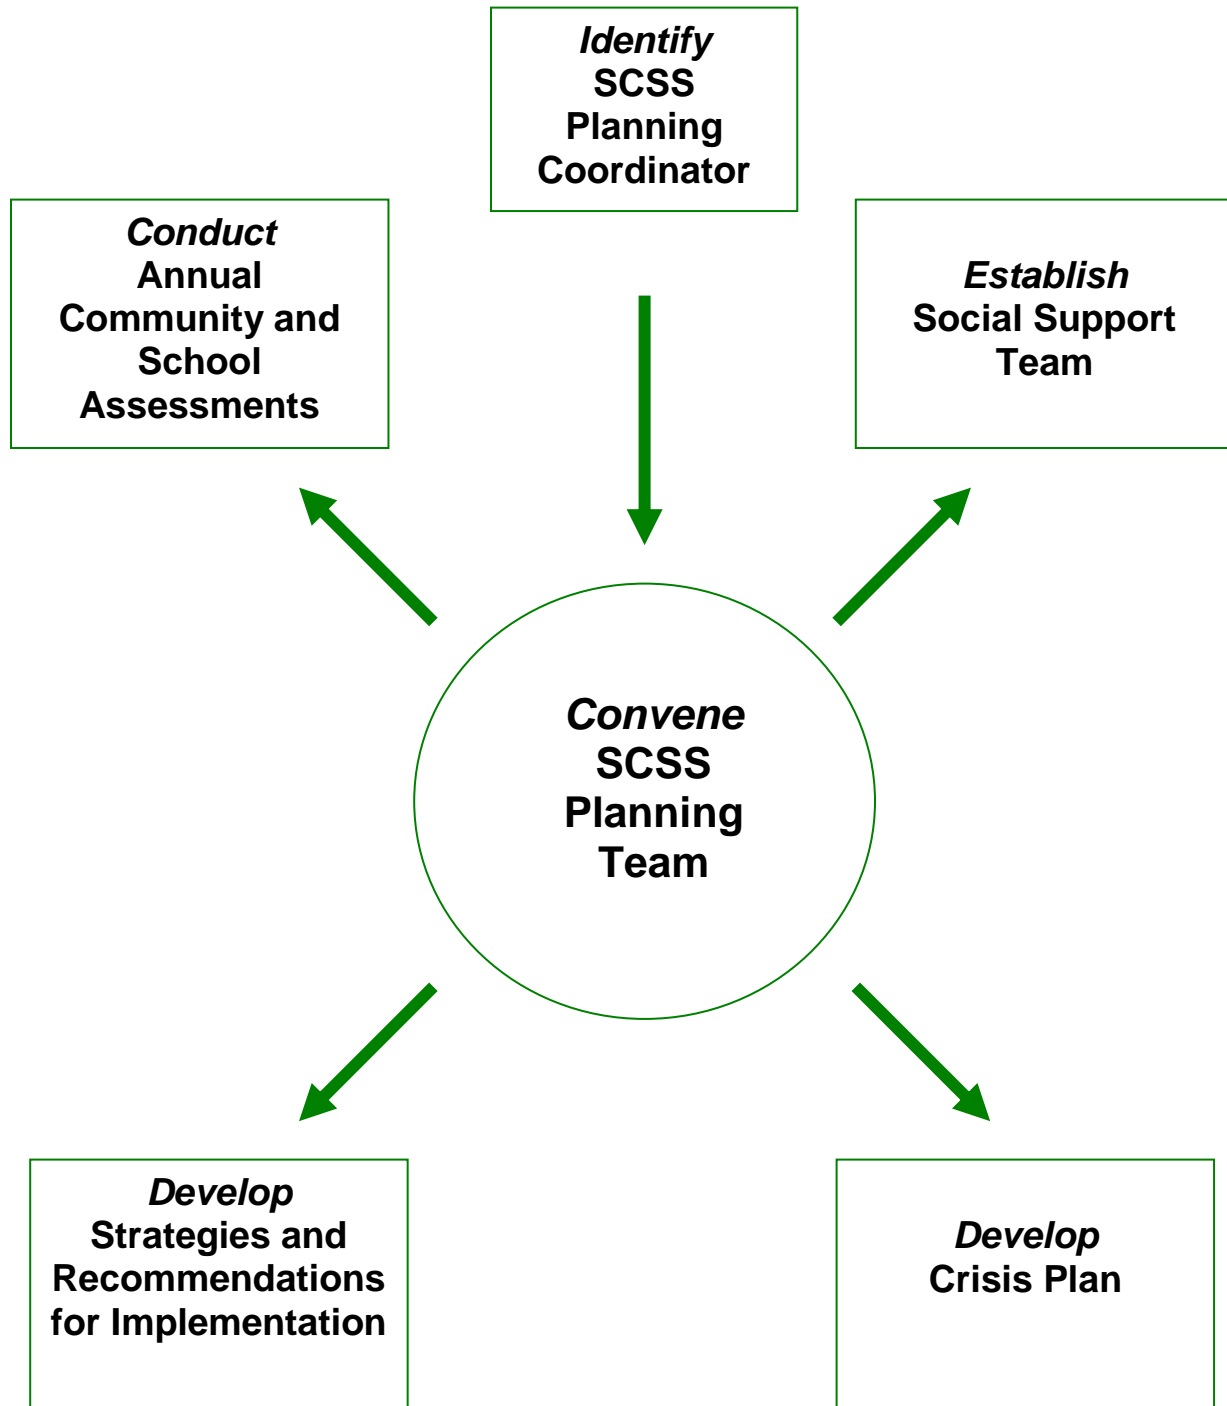 Identify
SCSS
Planning
Coordinator
Conduct
Annual
Community and
School
Assessments
Establish
Social Support
Team
Convene
SCSS
Planning
Team
Develop
Strategies and
Recommendations
for Implementation
Develop
Crisis Plan